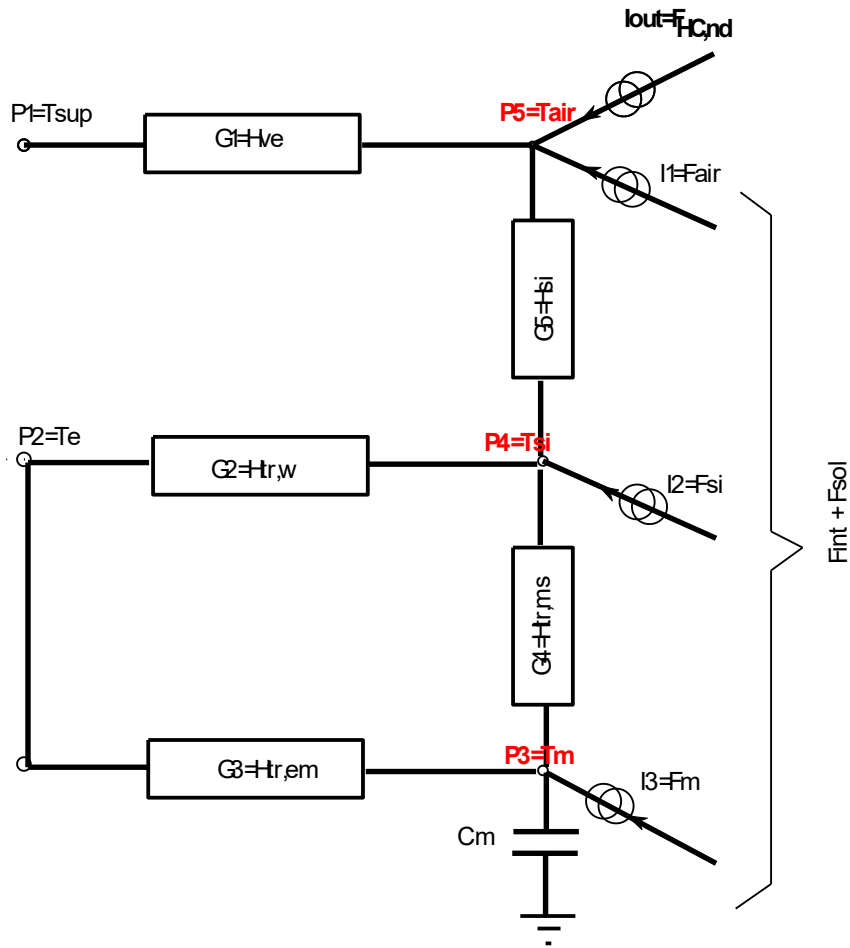 Iout=FHC,nd
P1=Tsup
P5=Tair
G1=Hve
I1=Fair
G5=Hsi
P2=Te
P4=Tsi
G2=Htr,w
I2=Fsi
Fint + Fsol
G4=Htr,ms
P3=Tm
G3=Htr,em
I3=Fm
Cm